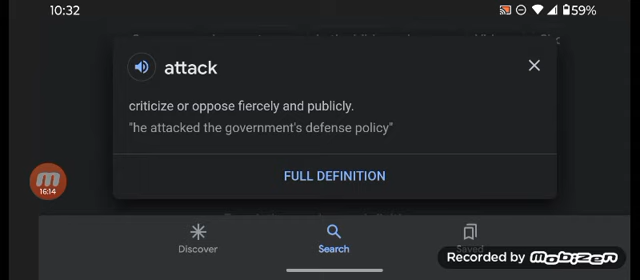 10:32
59%
attack
criticize or oppose fiercely and publicly.
"he attacked the government's defense policy"
FULL DEFINITION
16:14
Discover
Search
Saved
Recorded by MOBIZEN